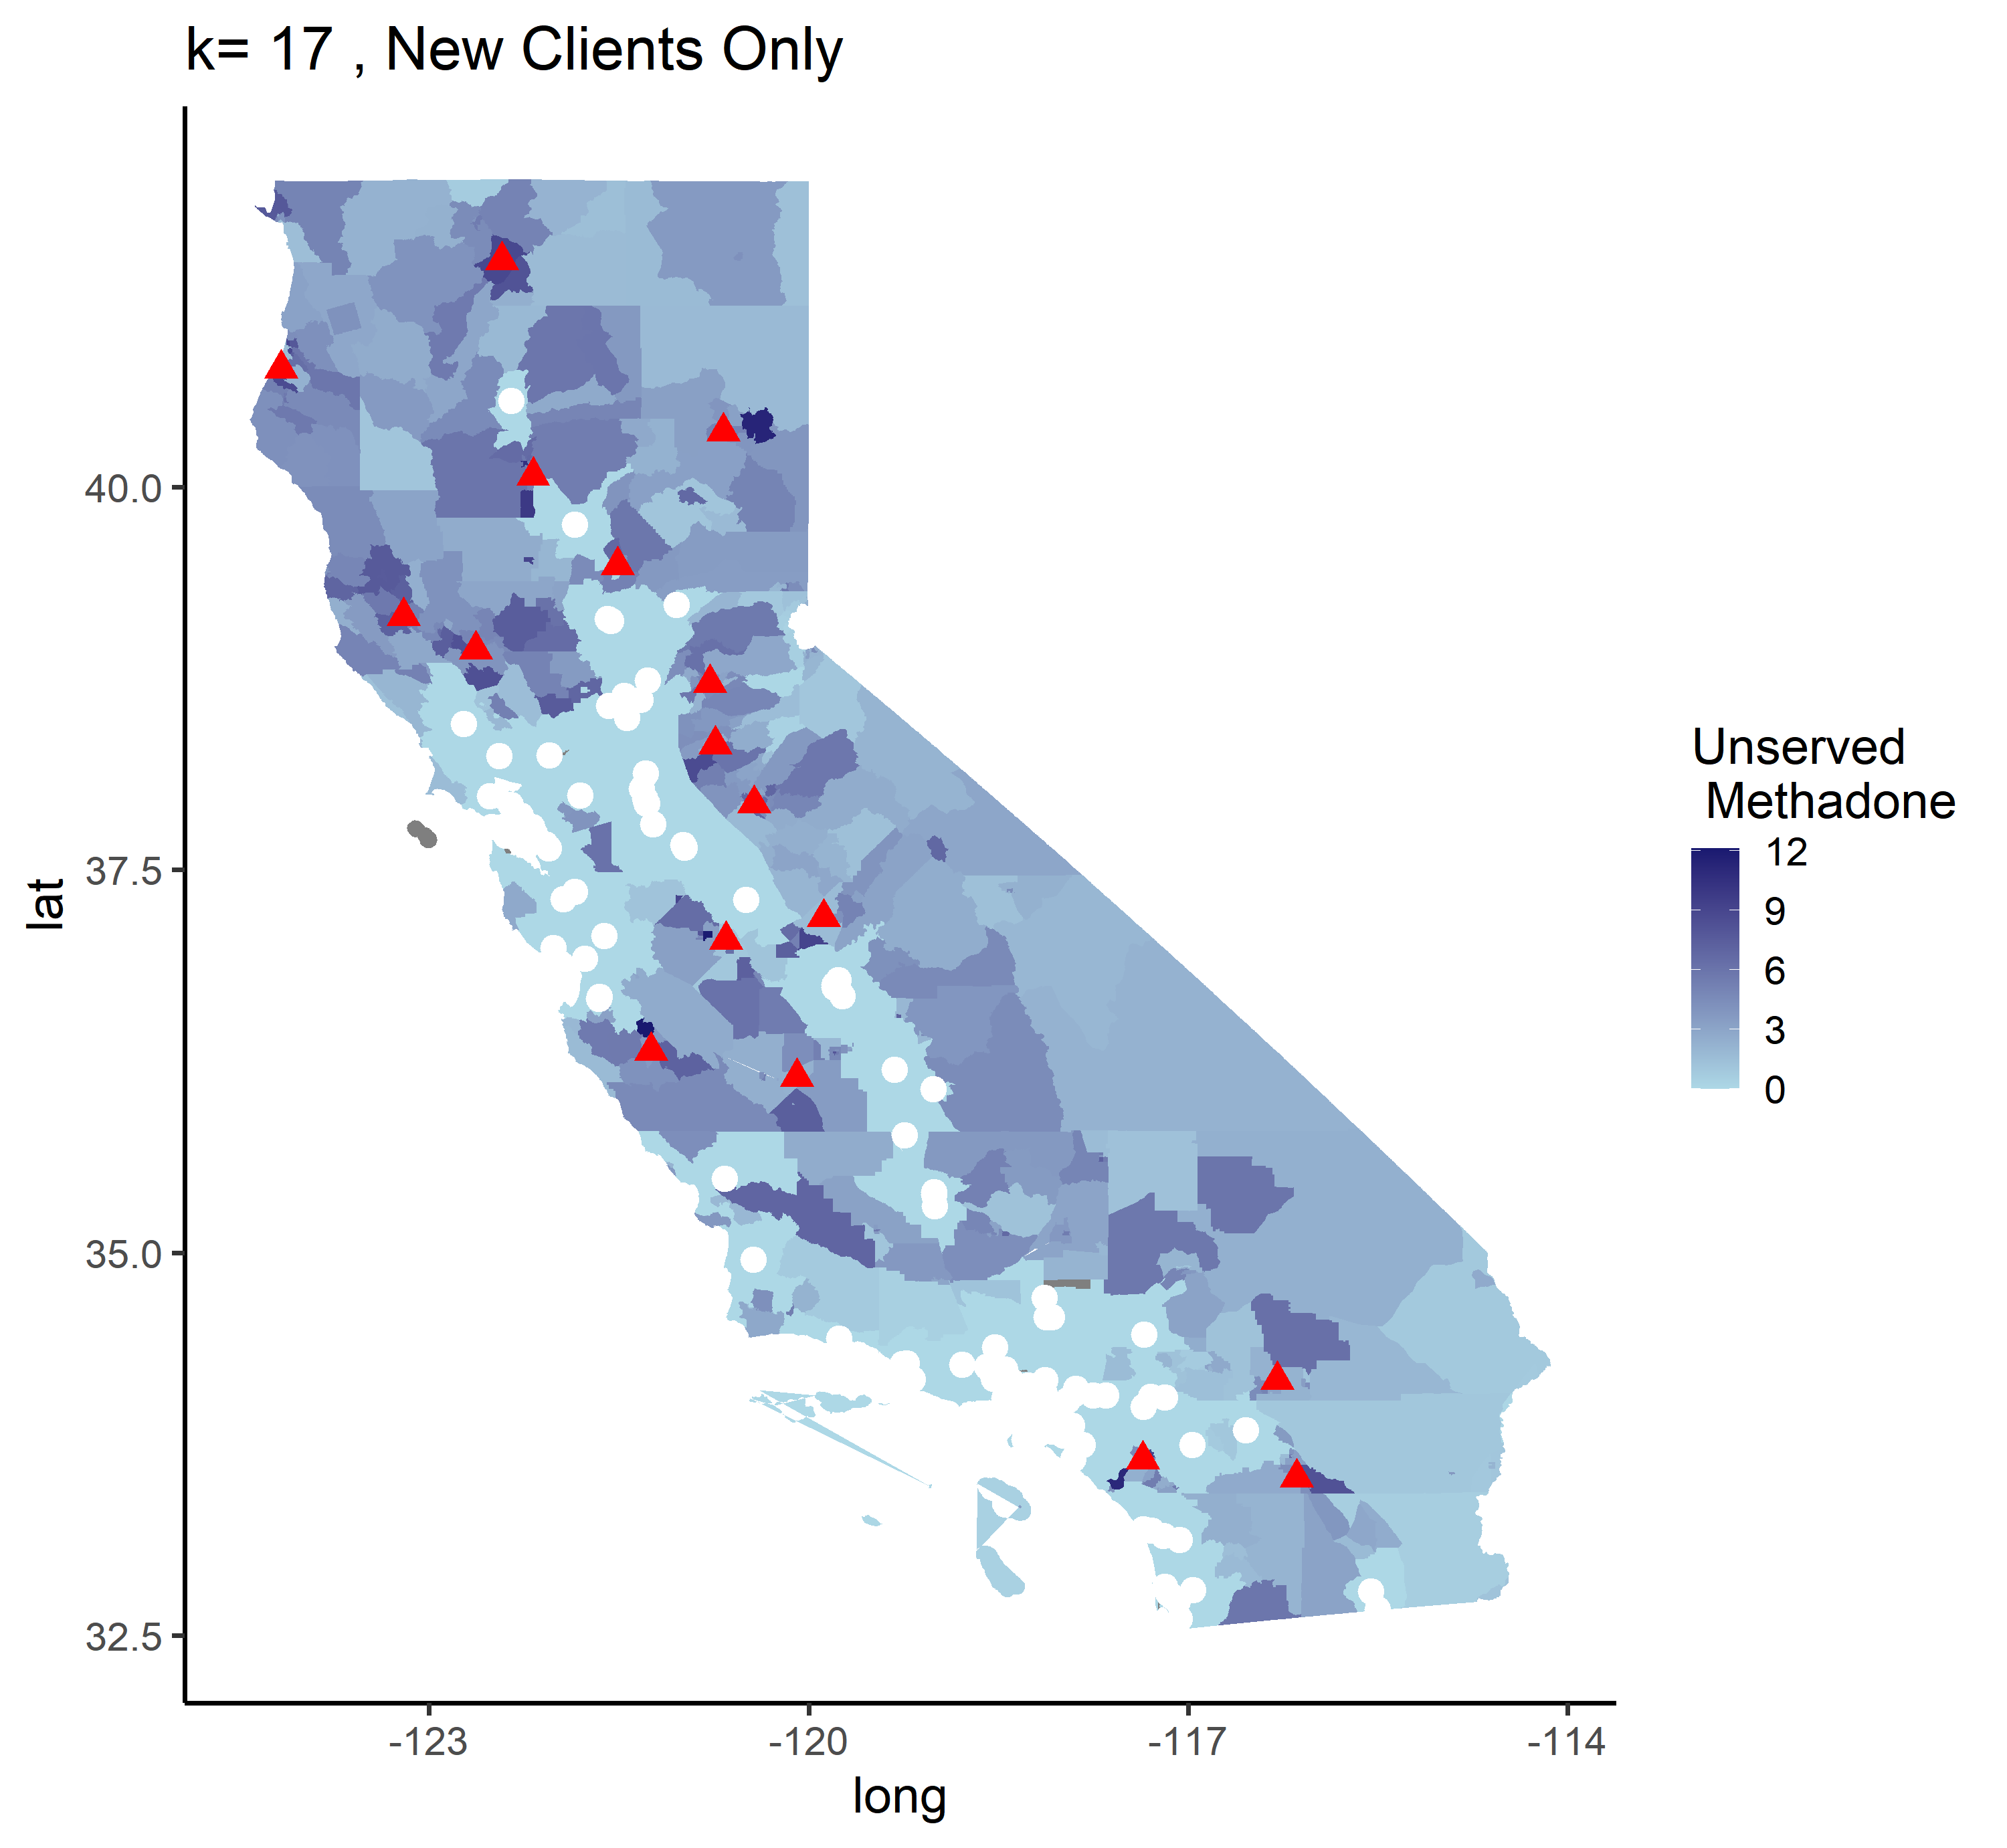 k= 17 , New Clients Only
40.0
37.5
35.0
32.5
lat
-123
-120
-117
-114
long
Unserved
Methadone
12
9
6
3
0